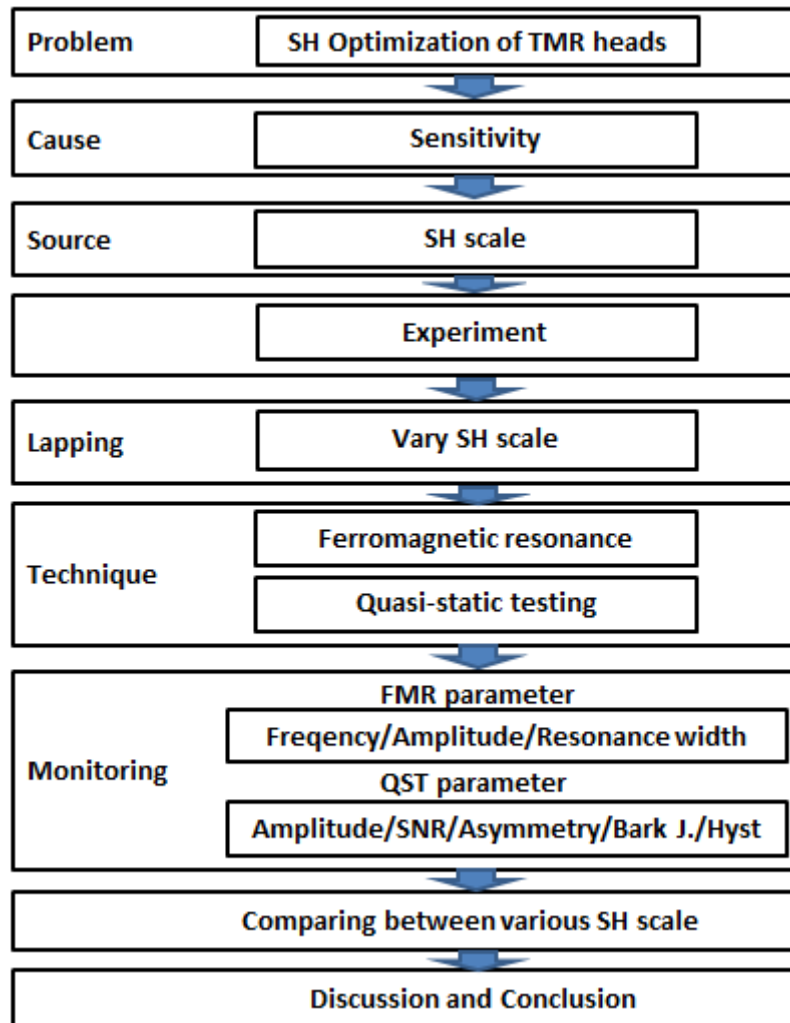 Problem SH Optimization of TMR heads
Cause Sensitivity
Source SH scale
Experiment
Lapping Vary SH scale
Technique
Ferromagnetic resonance
Quasi-static testing
Monitoring
FMR parameter
Freqency/Amplitude/Resonance width
QST parameter
Amplitude/SNR/Asymmetry/Bark J./Hyst
Comparing between various SH scale
Discussion and Conclusion